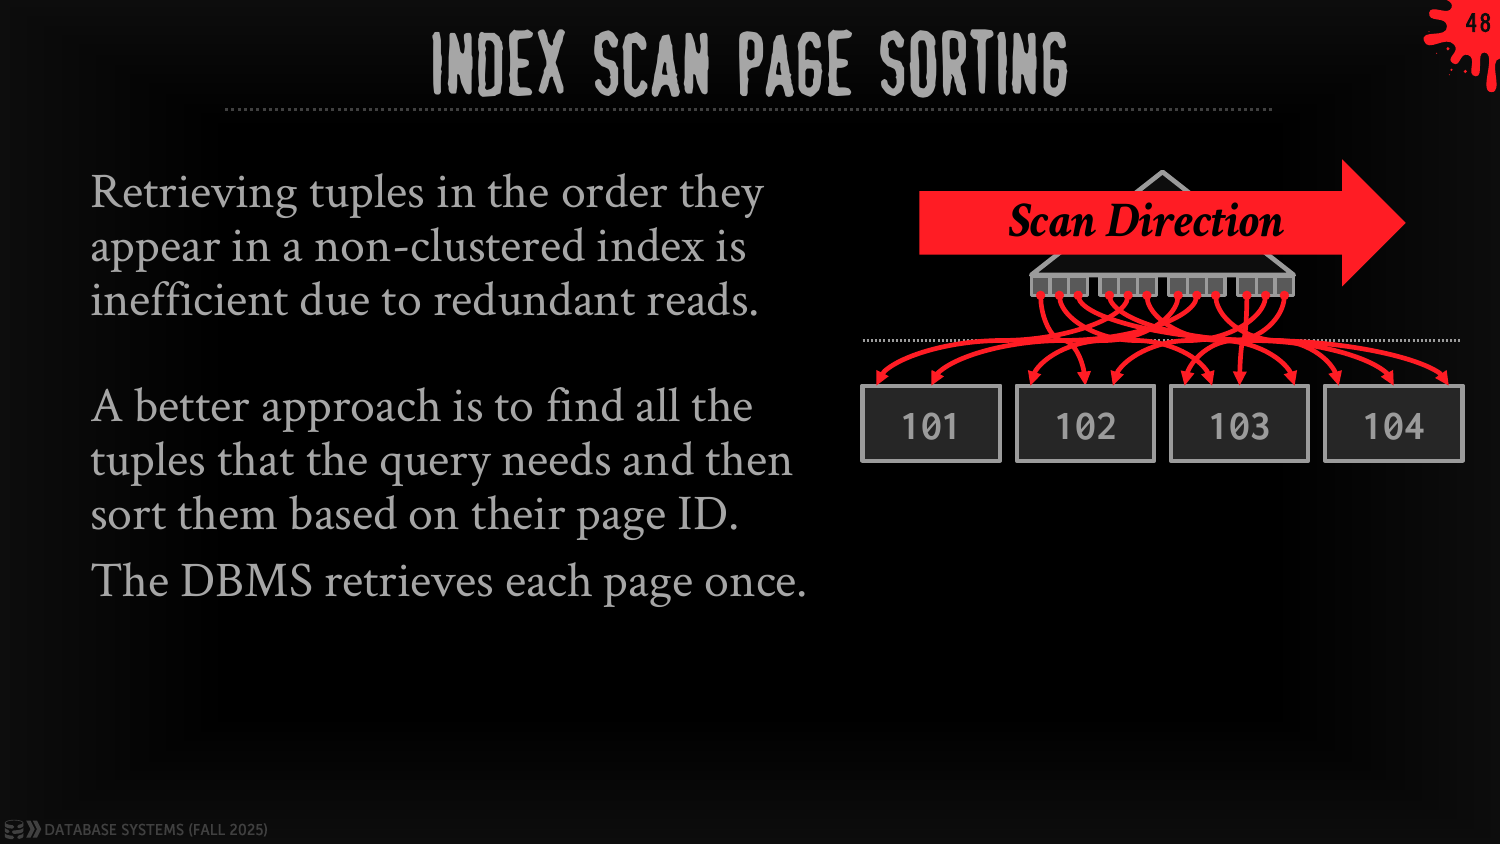 48
INDEX SCAN PAGE SORTING
Retrieving tuples in the order they
appear in a non-clustered index is
inefficient due to redundant reads.
A better approach is to find all the
tuples that the query needs and then
sort them based on their page ID.
The DBMS retrieves each page once.
Scan Direction
101 102 103 104
DATABASE SYSTEMS (FALL 2025)